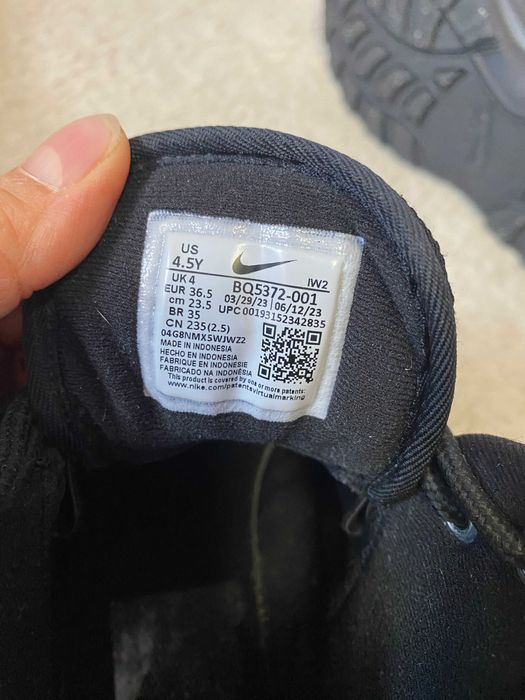 US
4.5Y
UK 4
EUR 36.5
cm 23.5
BR 35
CN 235(2.5)
IW2
BQ5372-001
03/29/23 06/12/23
UPC 00193152342835
04G8NMX5WJWZ2
MADE IN INDONESIA
HECHO EN INDONESIA
FABRIQUE EN INDONESIE
FABRICADO NA INDONÉSIA
This product is covered by one or more patents:
www.nike.com/patentsvirtualmarking